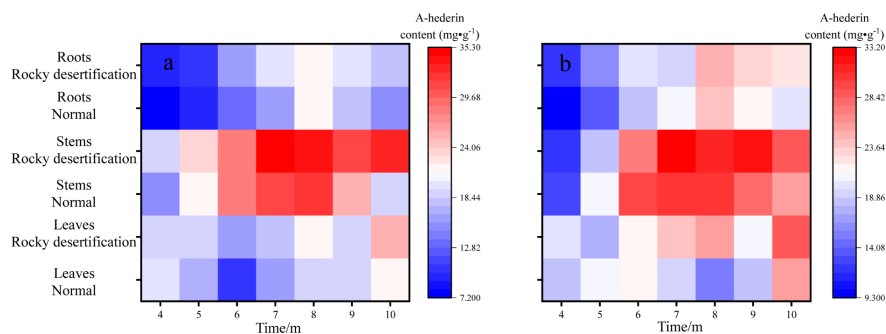 A-hederin
content (mg•g⁻¹)
A-hederin
content (mg•g⁻¹)
Roots
Rocky desertification
Roots
Normal
Stems
Rocky desertification
Stems
Normal
Leaves
Rocky desertification
Leaves
Normal
a
35.30
29.68
24.06
18.44
12.82
7.200
b
33.20
28.42
23.64
18.86
14.08
9.300
4 5 6 7 8 9 10
Time/m
4 5 6 7 8 9 10
Time/m